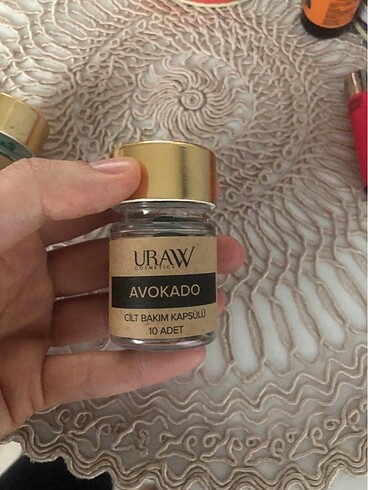 URAW
COSMETICS
AVOKADO
CİLT BAKIM KAPSÜLÜ
10 ADET